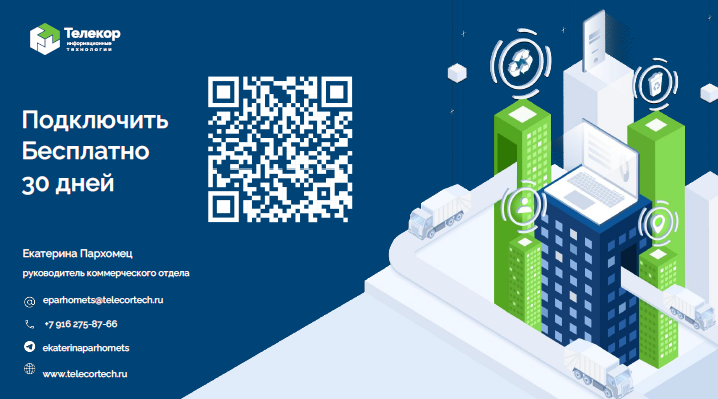 Телекор
информационные
технологии
Подключить
Бесплатно
30 дней
Екатерина Пархомец
руководитель коммерческого отдела
eparhomets@telecortech.ru
+7 916 275-87-66
ekaterinaparhomets
www.telecortech.ru